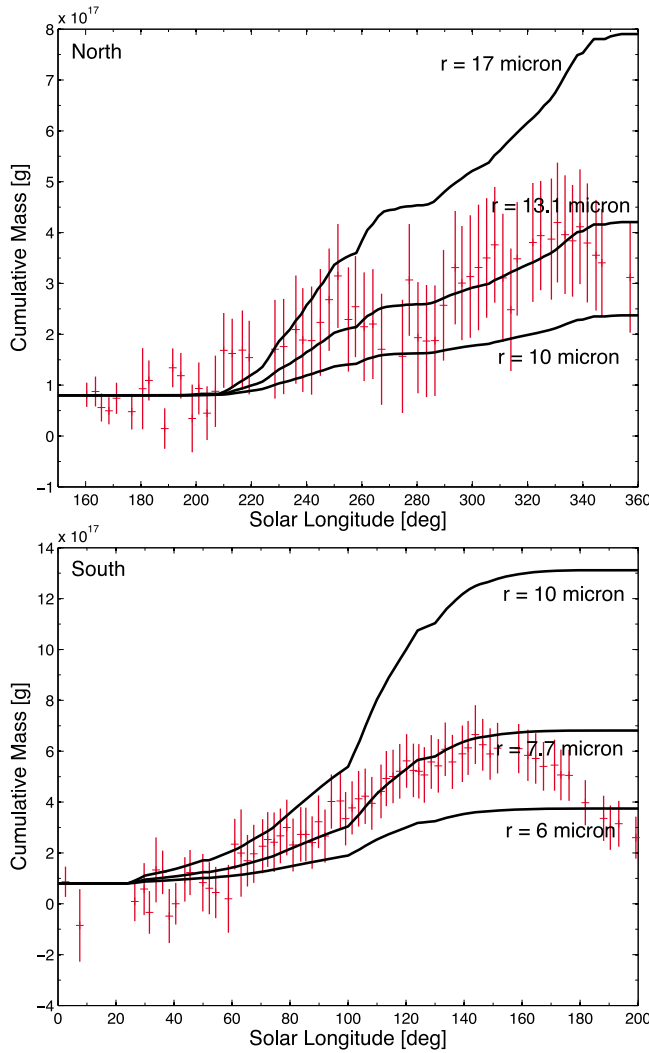 x 10^17
8
North
r = 17 micron
7
6
5
r = 13.1 micron
4
3
2
r = 10 micron
1
0
−1
Cumulative Mass [g]
160 180 200 220 240 260 280 300 320 340 360
Solar Longitude [deg]
x 10^17
14
South
r = 10 micron
12
10
8
r = 7.7 micron
6
4
r = 6 micron
2
0
−2
−4
Cumulative Mass [g]
0 20 40 60 80 100 120 140 160 180 200
Solar Longitude [deg]